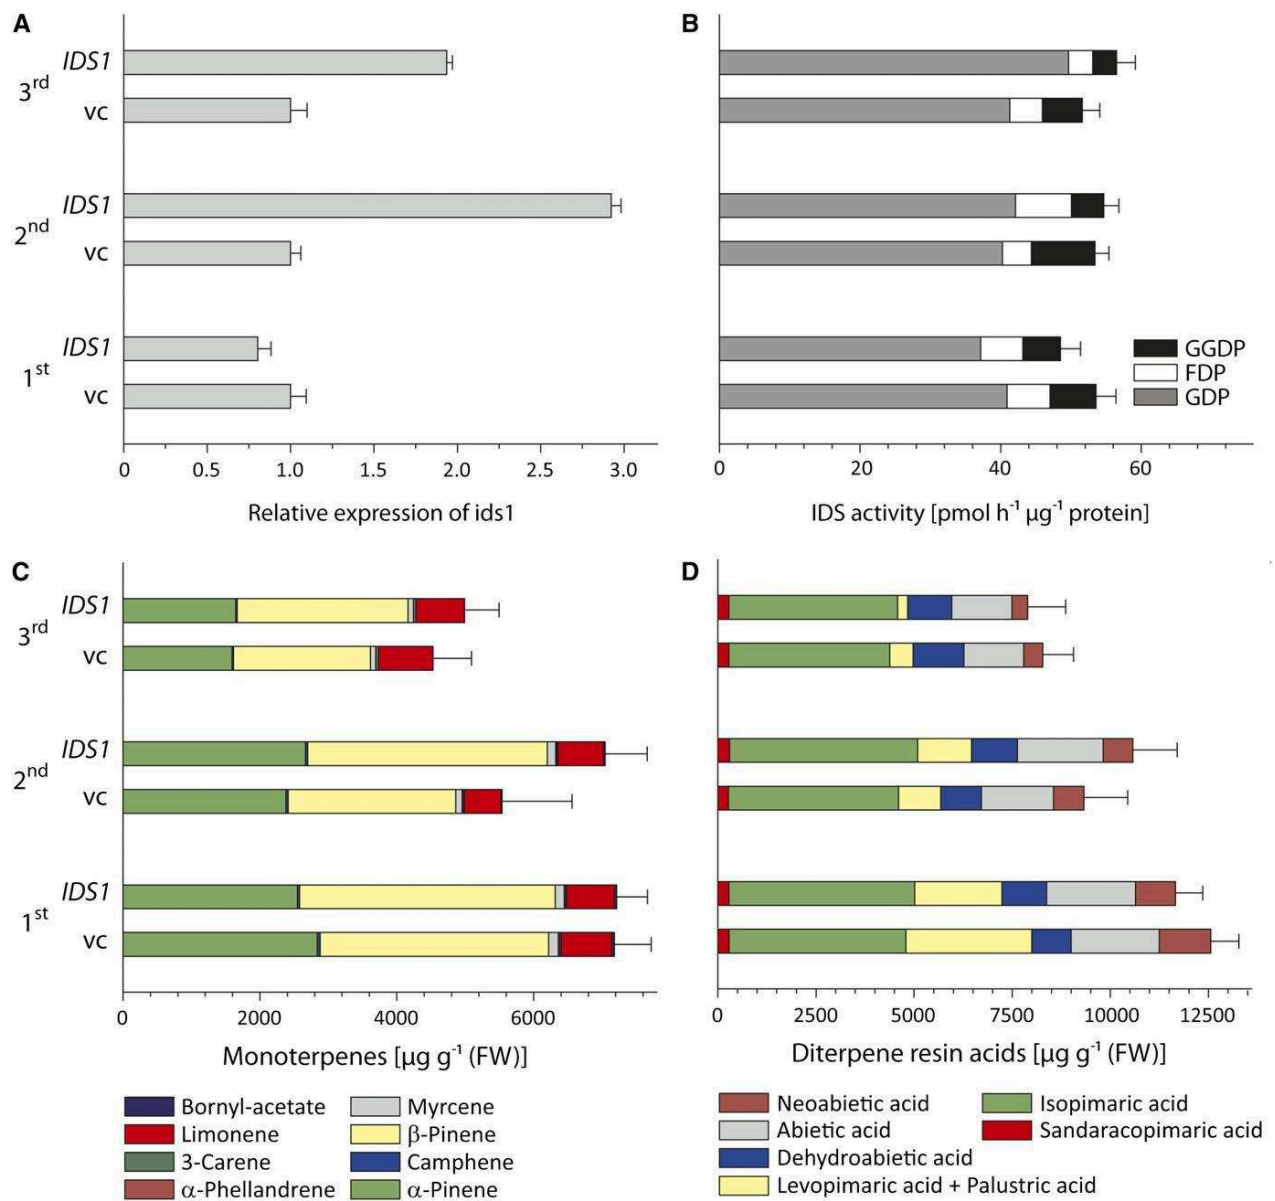 A
3rd
IDS1
vc
2nd
IDS1
vc
1st
IDS1
vc
0 0.5 1.0 1.5 2.0 2.5 3.0
Relative expression of ids1
B
GGDP
FDP
GDP
0 20 40 60
IDS activity [pmol h-1 µg-1 protein]
C
3rd
IDS1
vc
2nd
IDS1
vc
1st
IDS1
vc
0 2000 4000 6000
Monoterpenes [µg g-1 (FW)]
Bornyl-acetate
Limonene
3-Carene
α-Phellandrene
Myrcene
β-Pinene
Camphene
α-Pinene
D
0 2500 5000 7500 10000 12500
Diterpene resin acids [µg g-1 (FW)]
Neoabietic acid
Abietic acid
Dehydroabietic acid
Levopimaric acid + Palustric acid
Isopimaric acid
Sandaracopimaric acid